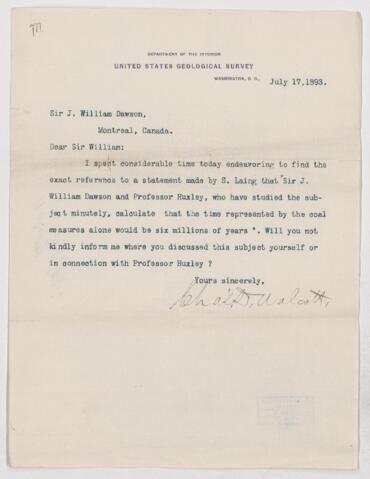 DEPARTMENT OF THE INTERIOR
UNITED STATES GEOLOGICAL SURVEY
WASHINGTON, D. C., July 17,1893.
Sir J. William Dawson,
Montreal, Canada.
Dear Sir William:
I spent considerable time today endeavoring to find the
exact reference to a statement made by S. Laing that "Sir J.
William Dawson and Professor Huxley, who have studied the sub-
ject minutely, calculate that the time represented by the coal
measures alone would be six millions of years ". Will you not
kindly inform me where you discussed this subject yourself or
in connection with Professor Huxley ?
Yours sincerely,
Chas. D. Walcott.